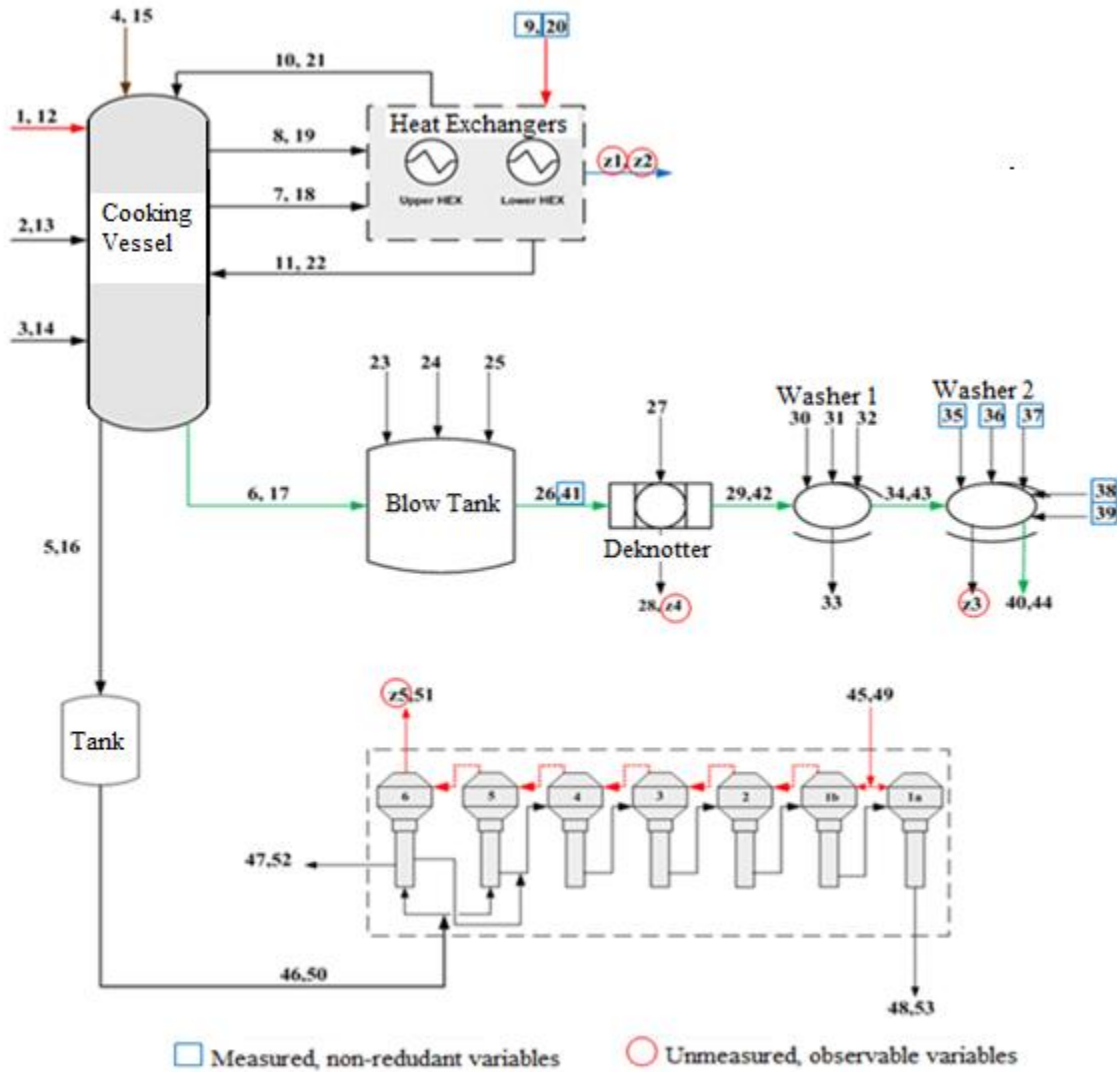 4, 15
9, 20
10, 21
1, 12
Heat Exchangers
8, 19
z1, z2
Upper HEX
Lower HEX
7, 18
Cooking
Vessel
2,13
11, 22
3,14
23
24
25
Washer 1
Washer 2
27
30
31
32
35
36
37
6, 17
Blow Tank
26,41
29,42
34,43
38
39
Deknotter
5,16
28, z4
33
z3
40,44
z5,51
45,49
Tank
6
5
4
3
2
1b
1a
47,52
46,50
48,53
Measured, non-redudant variables
Unmeasured, observable variables